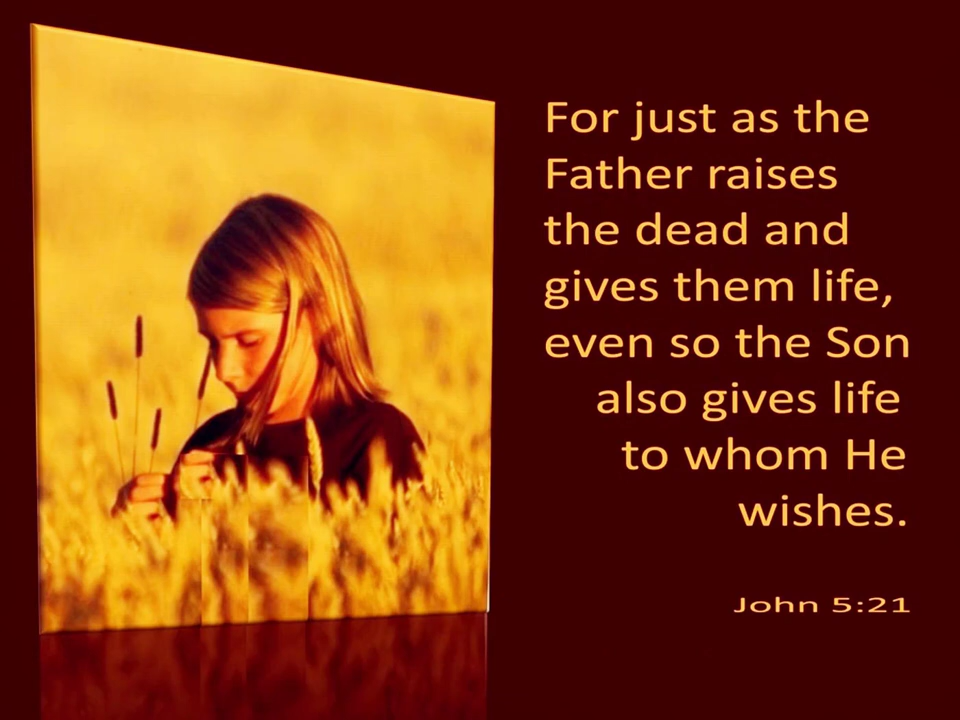 For just as the
Father raises
the dead and
gives them life,
even so the Son
also gives life
to whom He
wishes.
John 5:21